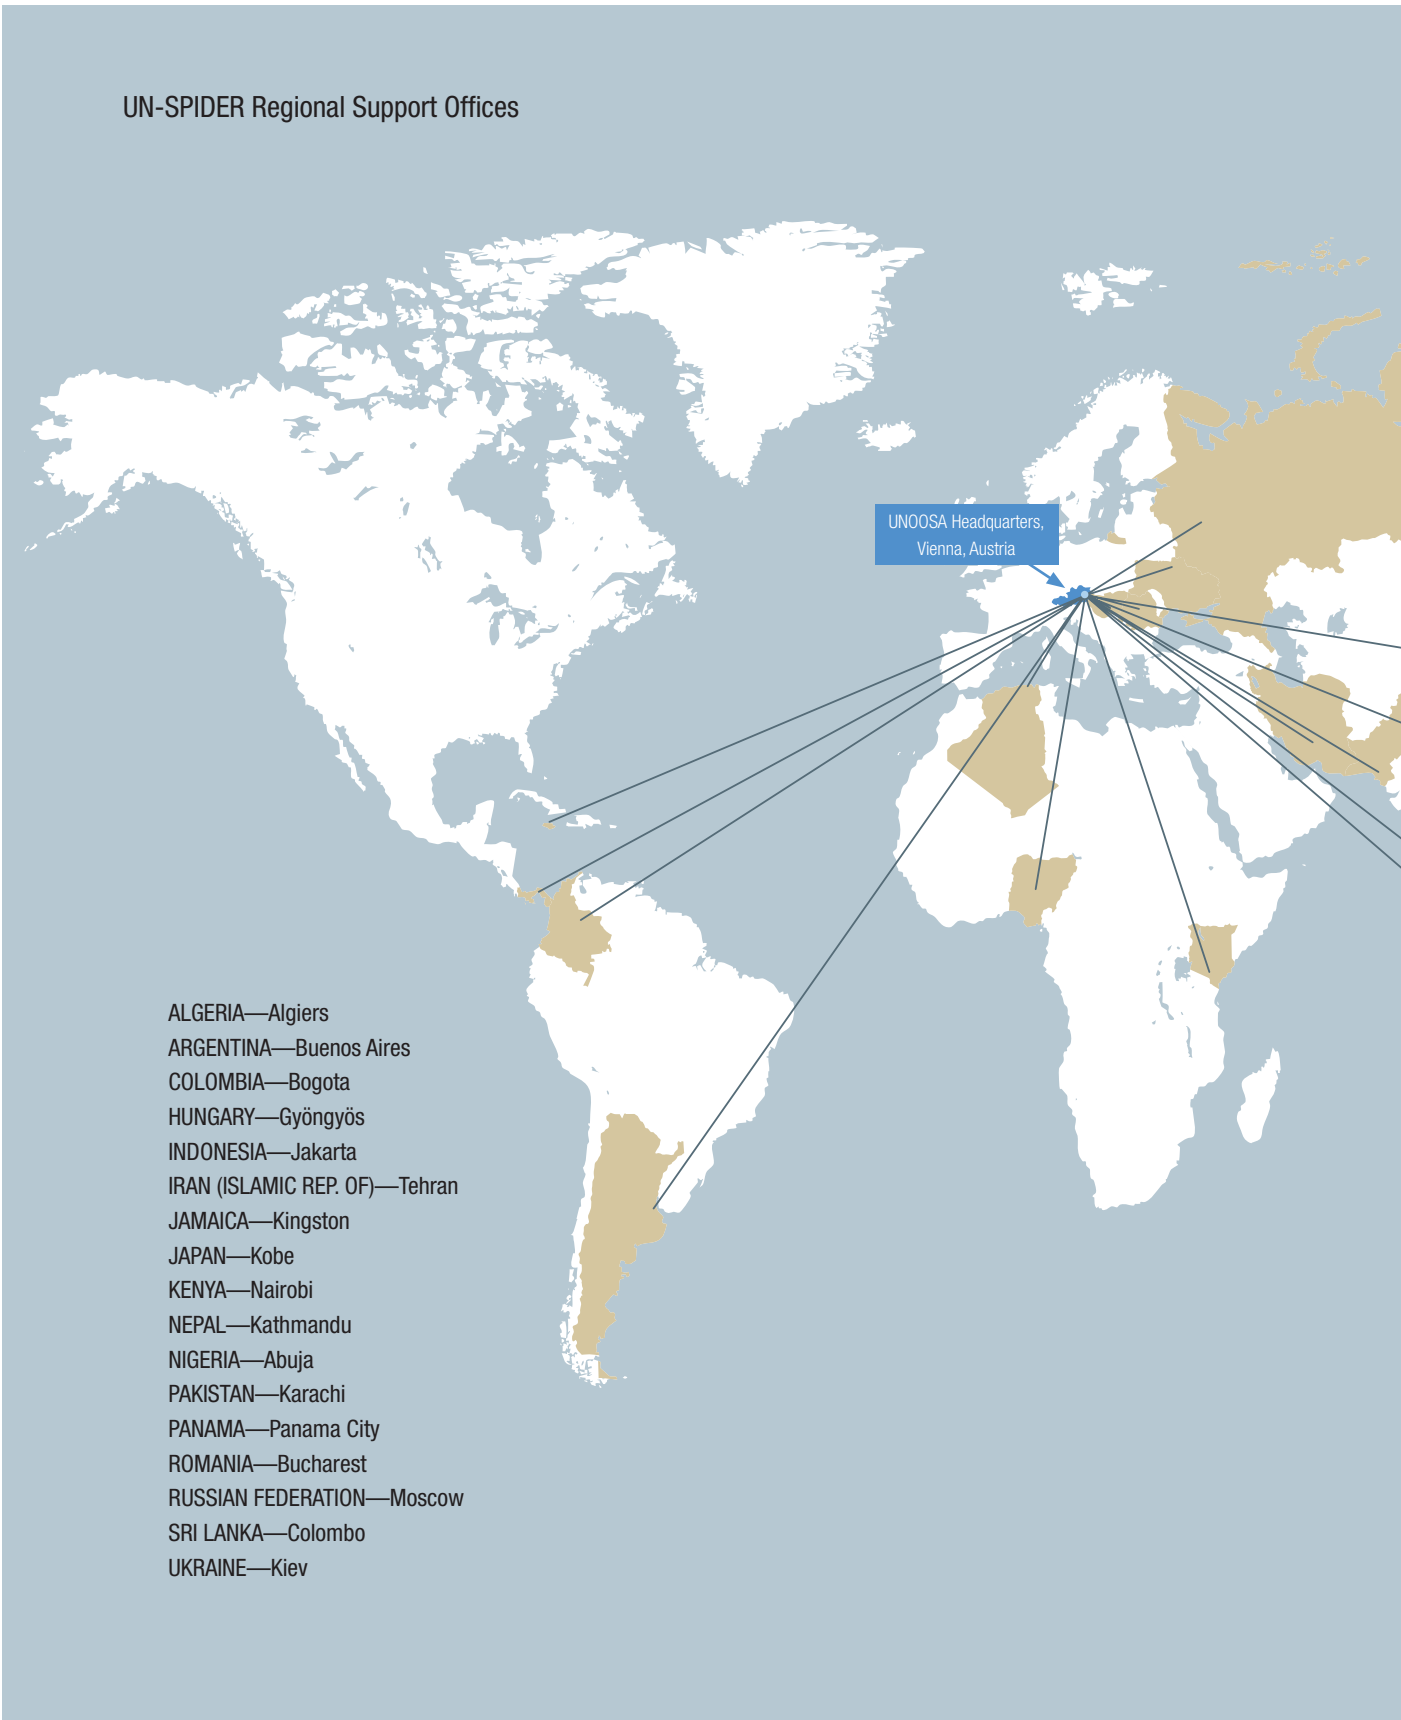 UN-SPIDER Regional Support Offices
UNOOSA Headquarters,
Vienna, Austria
ALGERIA—Algiers
ARGENTINA—Buenos Aires
COLOMBIA—Bogota
HUNGARY—Gyöngyös
INDONESIA—Jakarta
IRAN (ISLAMIC REP. OF)—Tehran
JAMAICA—Kingston
JAPAN—Kobe
KENYA—Nairobi
NEPAL—Kathmandu
NIGERIA—Abuja
PAKISTAN—Karachi
PANAMA—Panama City
ROMANIA—Bucharest
RUSSIAN FEDERATION—Moscow
SRI LANKA—Colombo
UKRAINE—Kiev